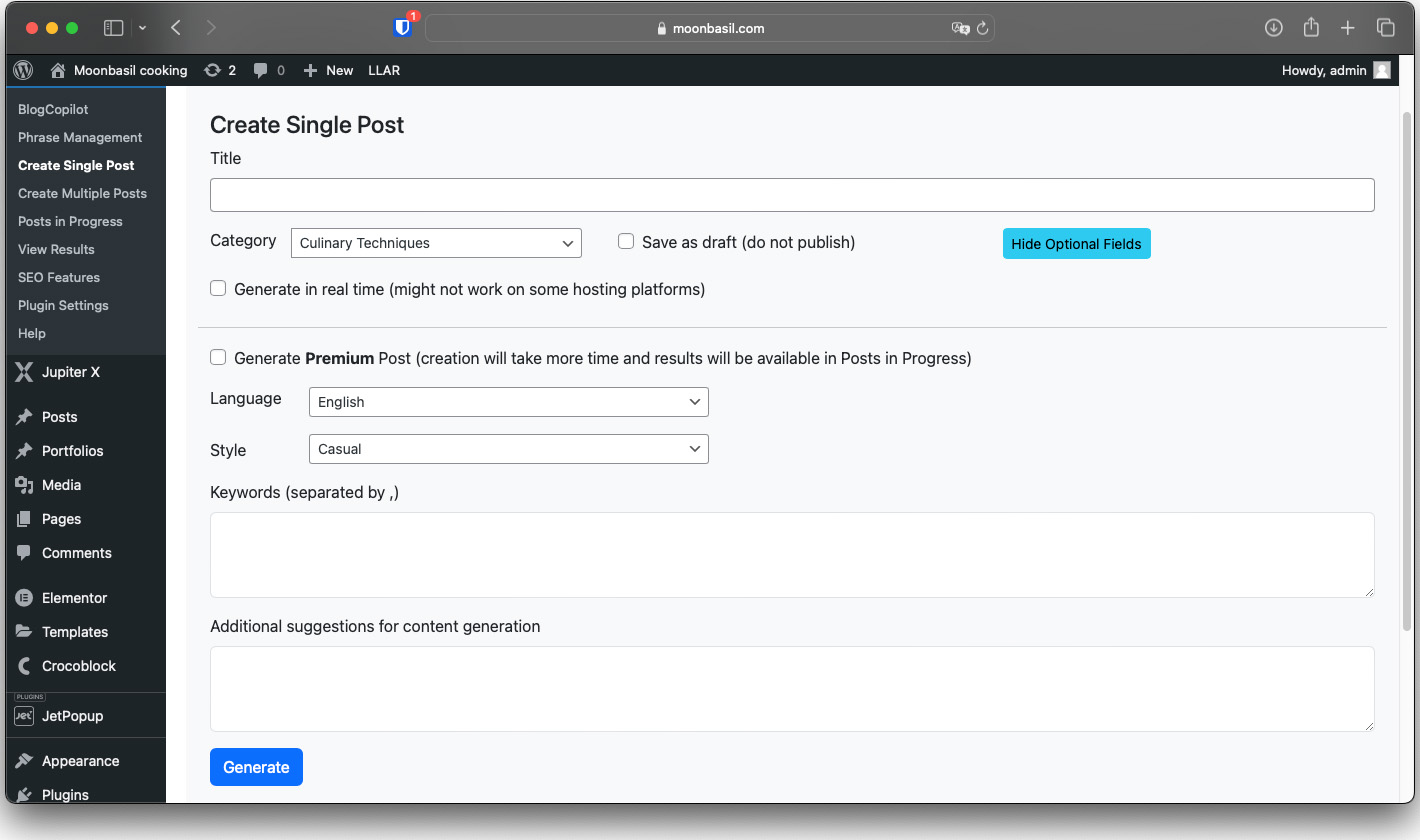 1
moonbasil.com
Moonbasil cooking 2 0 New LLAR Howdy, admin
BlogCopilot
Phrase Management
Create Single Post
Create Multiple Posts
Posts in Progress
View Results
SEO Features
Plugin Settings
Help
Jupiter X
Posts
Portfolios
Media
Pages
Comments
Elementor
Templates
Crocoblock
PLUGINS
Jet JetPopup
Appearance
Plugins
Create Single Post
Title
Category Culinary Techniques Save as draft (do not publish) Hide Optional Fields
Generate in real time (might not work on some hosting platforms)
Generate Premium Post (creation will take more time and results will be available in Posts in Progress)
Language English
Style Casual
Keywords (separated by ,)
Additional suggestions for content generation
Generate